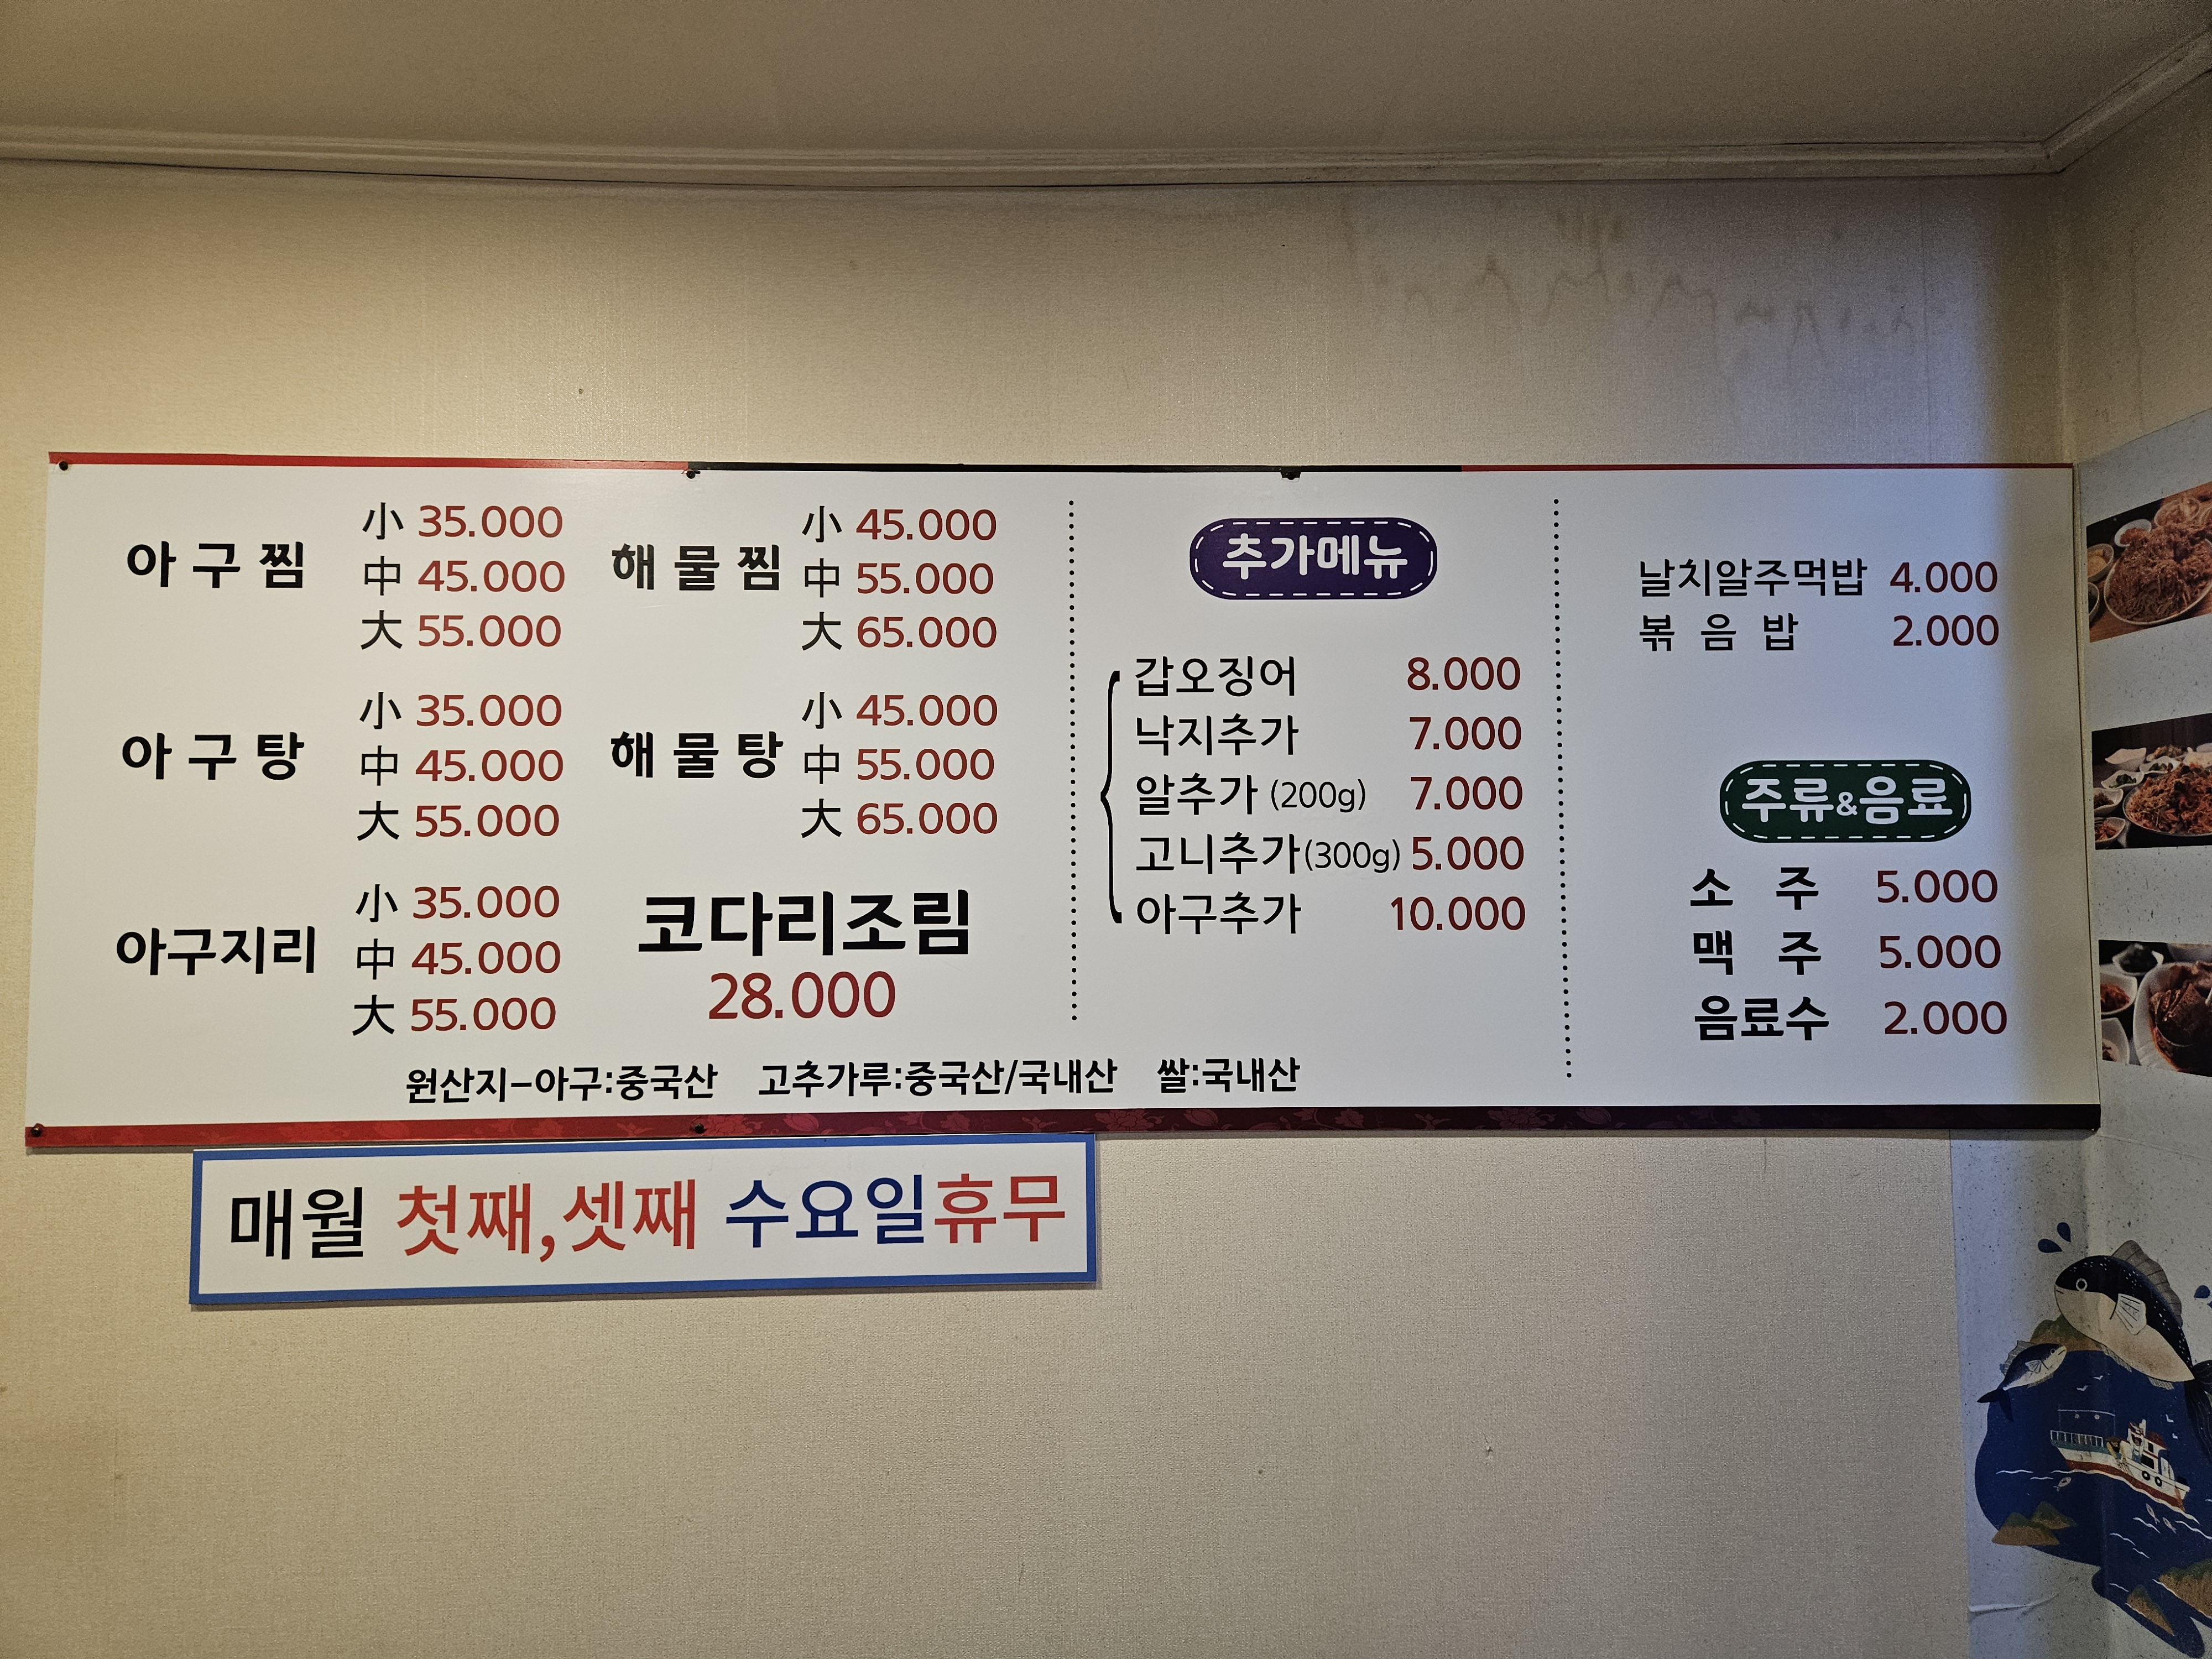 아구찜
小 35.000
中 45.000
大 55.000
해물찜
小 45.000
中 55.000
大 65.000
아구탕
小 35.000
中 45.000
大 55.000
해물탕
小 45.000
中 55.000
大 65.000
아구지리
小 35.000
中 45.000
大 55.000
코다리조림
28.000
추가메뉴
갑오징어 8.000
낙지추가 7.000
알추가 (200g) 7.000
고니추가(300g) 5.000
아구추가 10.000
날치알주먹밥 4.000
볶음밥 2.000
주류&음료
소주 5.000
맥주 5.000
음료수 2.000
원산지-아구:중국산 고추가루:중국산/국내산 쌀:국내산
매월 첫째,셋째 수요일휴무